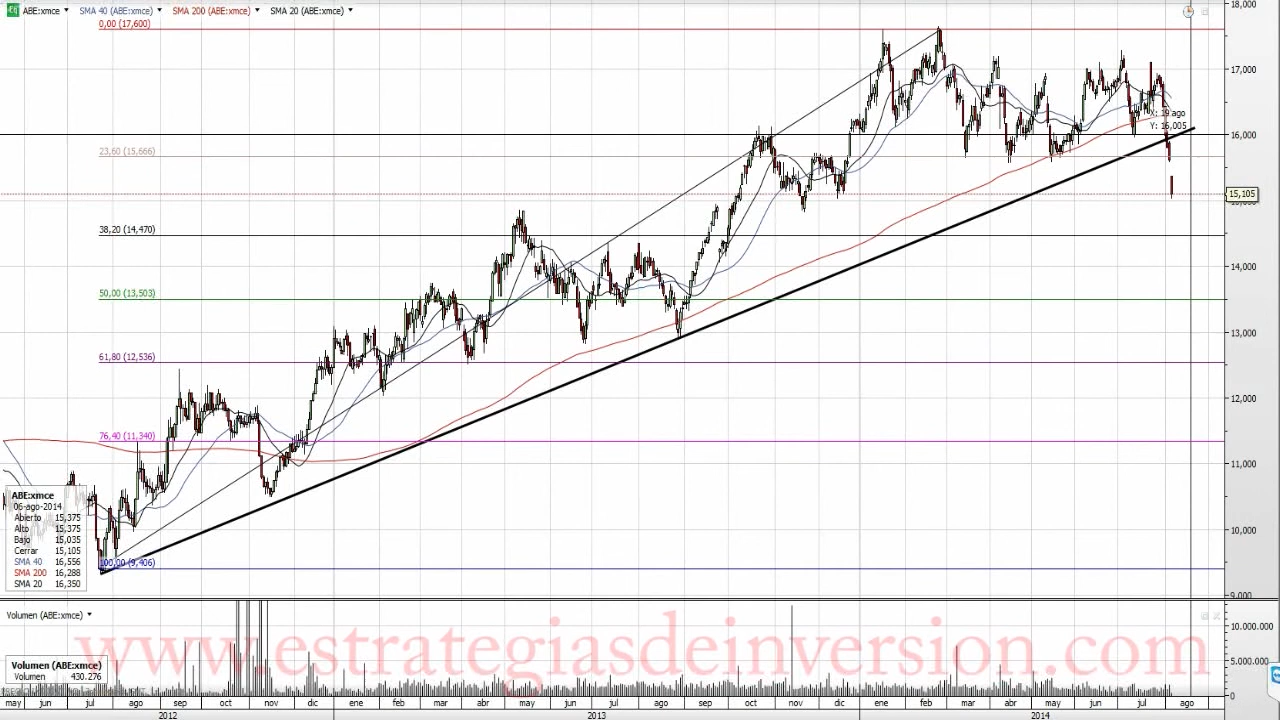 ABE:xmce SMA 40 (ABE:xmce) SMA 200 (ABE:xmce) SMA 20 (ABE:xmce)
0,00 (17,600)
18,000
17,000
X: 19 ago
Y: 16,005
16,000
23,60 (15,666)
15,105
38,20 (14,470)
14,000
50,00 (13,503)
13,000
61,80 (12,536)
12,000
76,40 (11,340)
11,000
ABE:xmce
06-ago-2014
Abierto 15,375
Alto 15,375
Bajo 15,035
Cerrar 15,105
SMA 40 16,556
SMA 200 16,288
SMA 20 16,350
10,000
100,00 (9,406)
9,000
Volumen (ABE:xmce)
10.000.000
www.estrategiasdeinversion.com
5.000.000
Volumen (ABE:xmce)
Volumen 430.276
0
may jun jul ago sep oct nov dic ene feb mar abr may jun jul ago sep oct nov dic ene feb mar abr may jun jul ago
2012 2013 2014